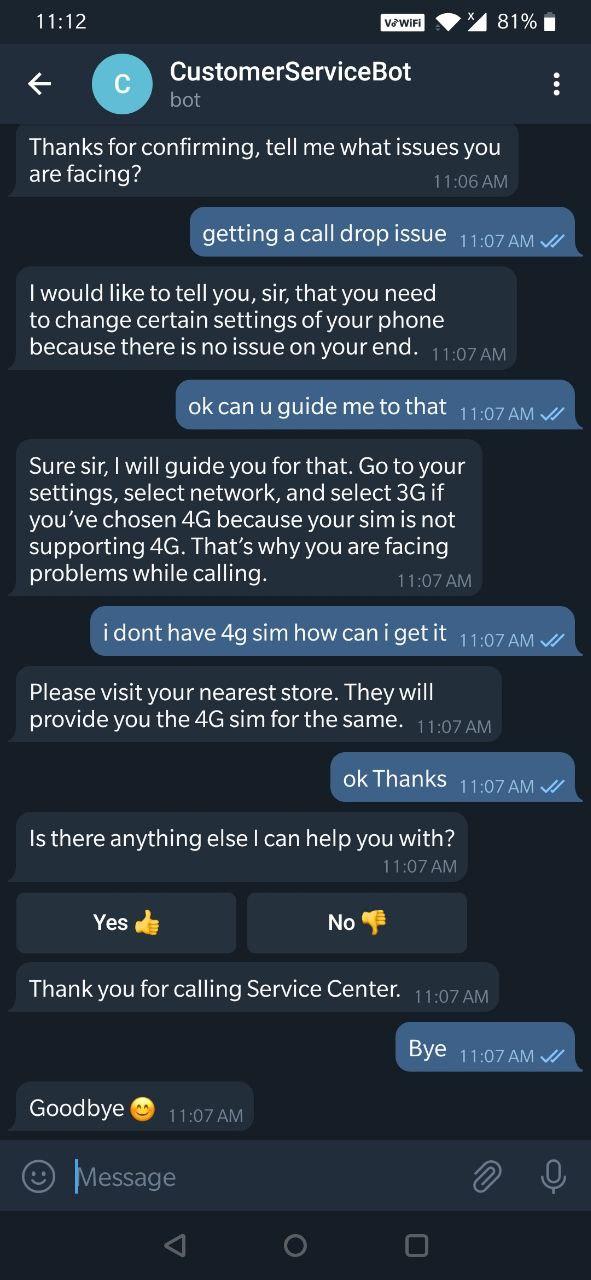 11:12
VoWiFi
x
81%
C
CustomerServiceBot
bot
Thanks for confirming, tell me what issues you
are facing?
11:06 AM
getting a call drop issue 11:07 AM
I would like to tell you, sir, that you need
to change certain settings of your phone
because there is no issue on your end. 11:07 AM
ok can u guide me to that 11:07 AM
Sure sir, I will guide you for that. Go to your
settings, select network, and select 3G if
you've chosen 4G because your sim is not
supporting 4G. That's why you are facing
problems while calling. 11:07 AM
i dont have 4g sim how can i get it 11:07 AM
Please visit your nearest store. They will
provide you the 4G sim for the same. 11:07 AM
ok Thanks 11:07 AM
Is there anything else I can help you with?
11:07 AM
Yes 👍
No 👎
Thank you for calling Service Center. 11:07 AM
Bye 11:07 AM
Goodbye 😊 11:07 AM
Message